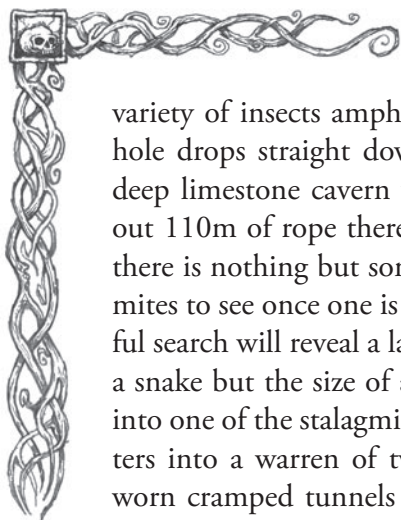 variety of insects amph
hole drops straight dow
deep limestone cavern
out 110m of rope there
there is nothing but son
mites to see once one is
ful search will reveal a la
a snake but the size of a
into one of the stalagmi
ters into a warren of tw
worn cramped tunnels